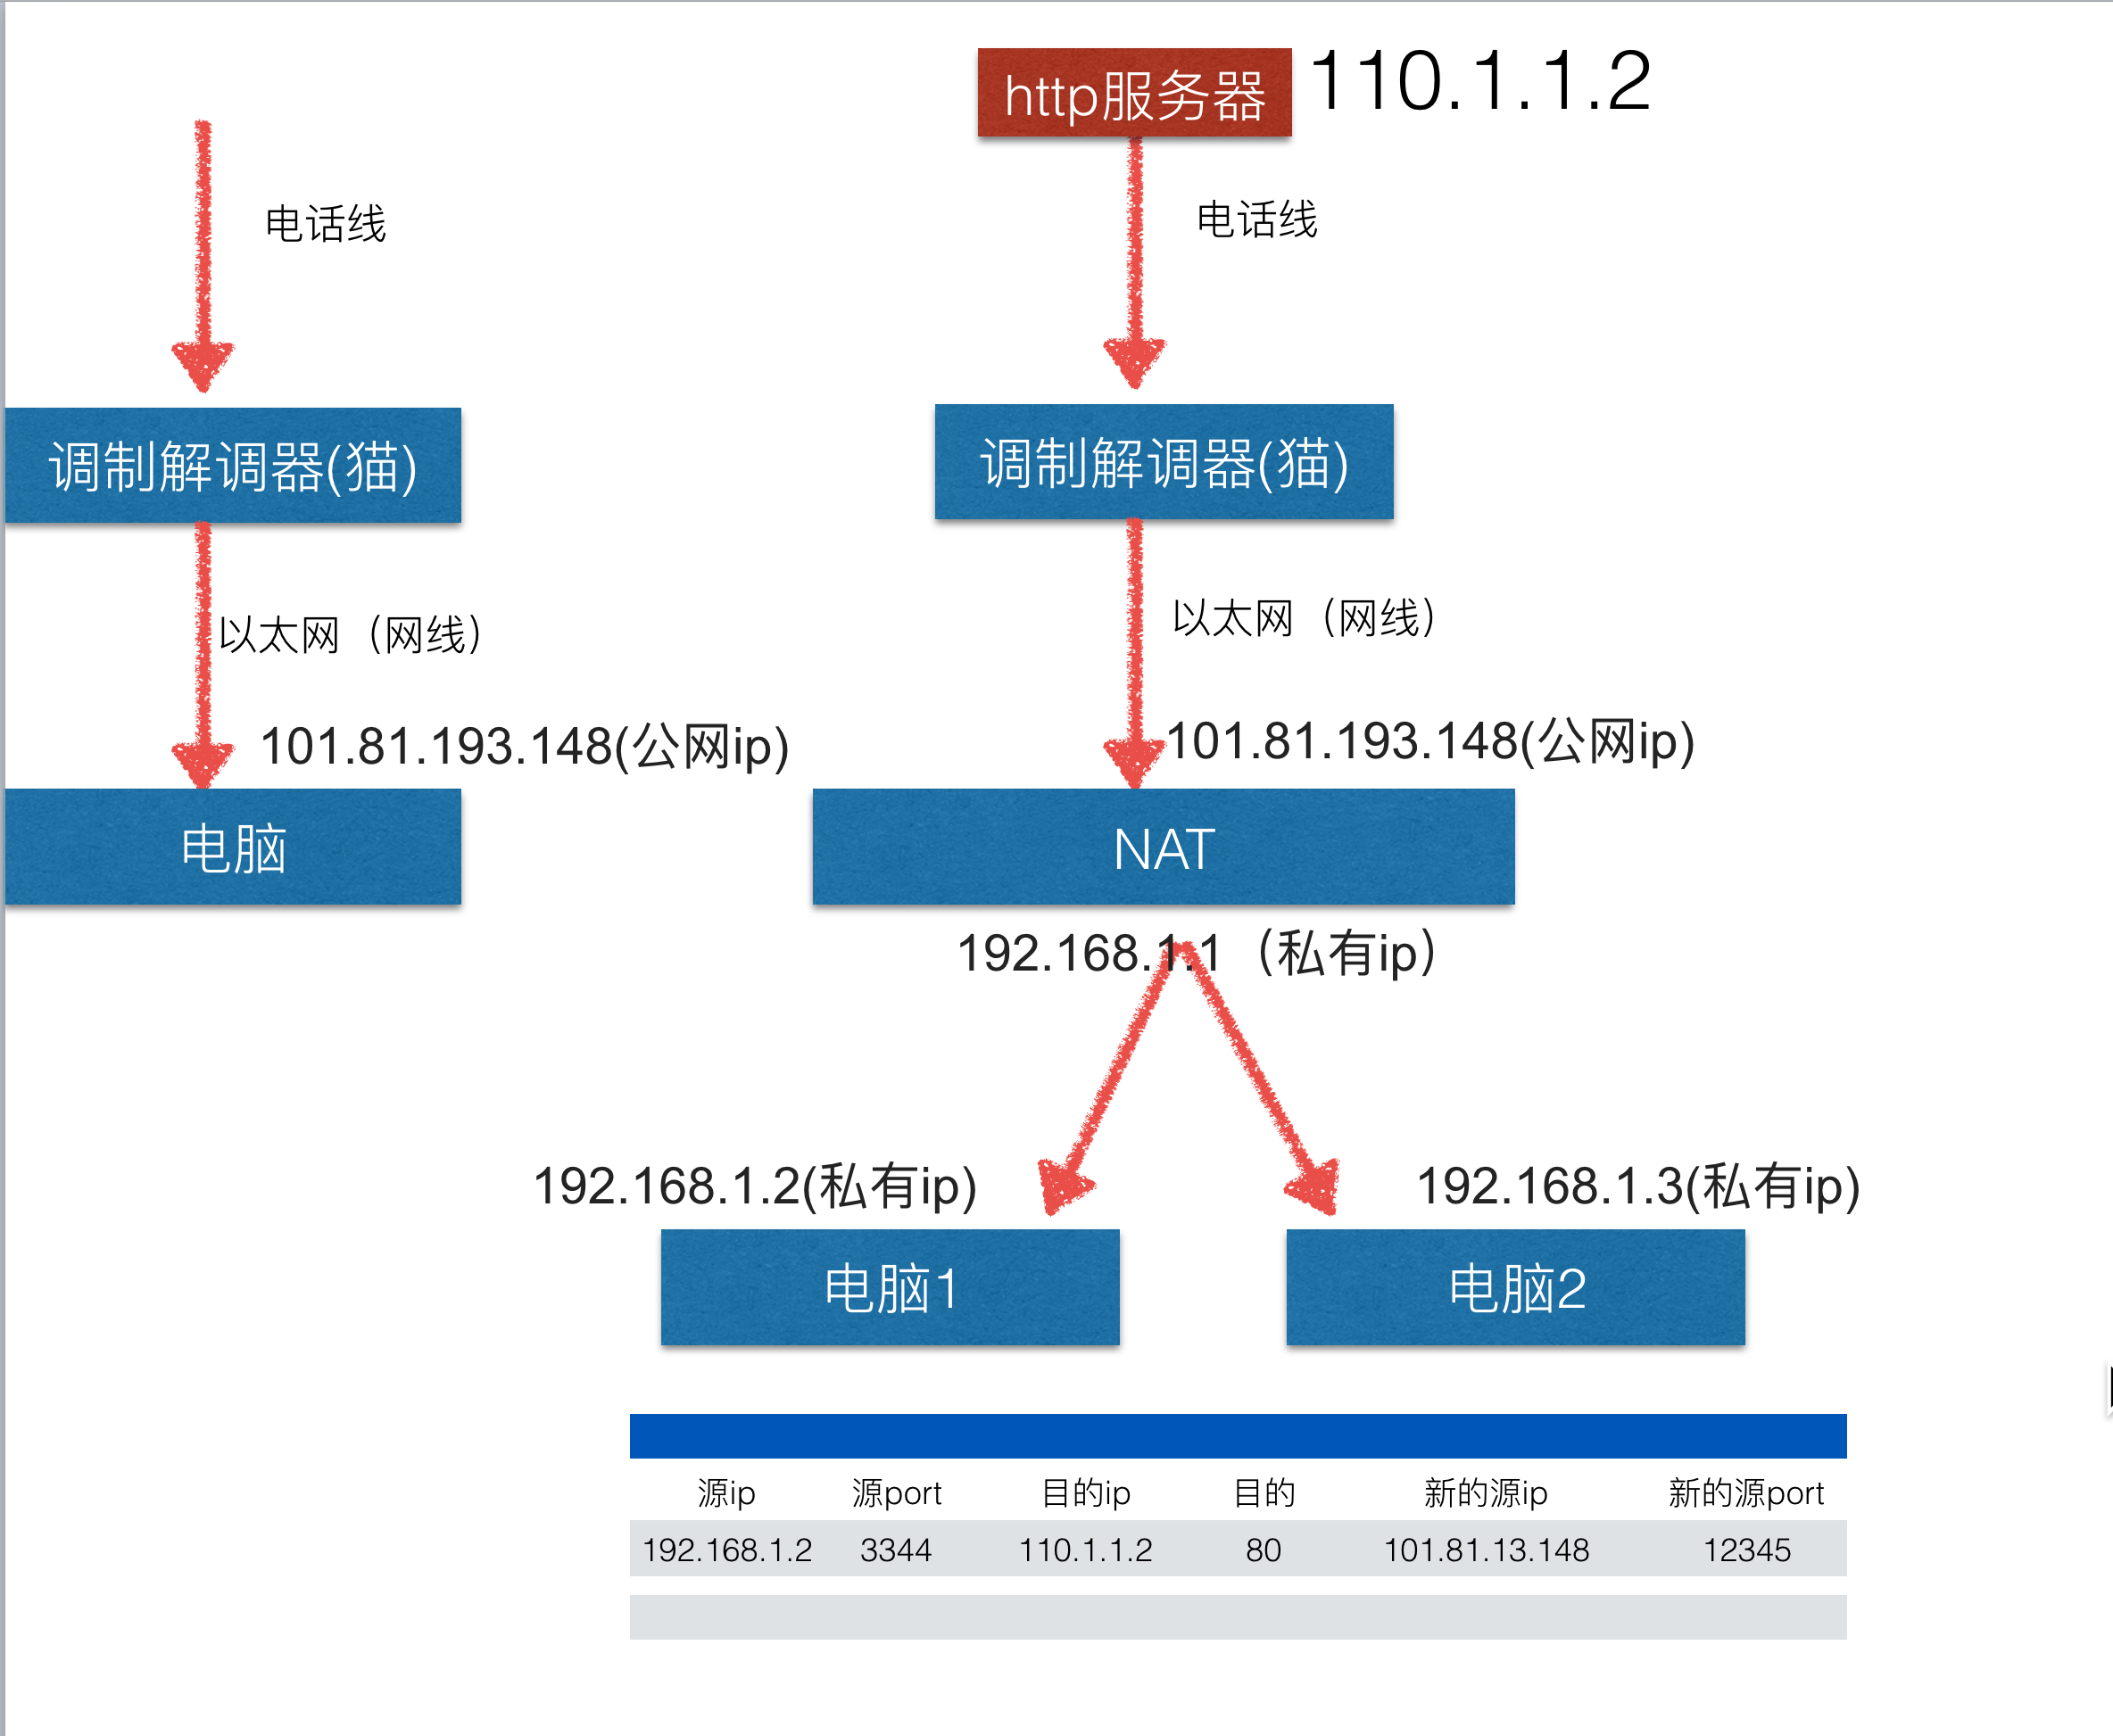 http服务器
110.1.1.2
电话线
电话线
调制解调器(猫)
调制解调器(猫)
以太网（网线）
以太网（网线）
101.81.193.148(公网ip)
101.81.193.148(公网ip)
电脑
NAT
192.168.1.1（私有ip）
192.168.1.2(私有ip)
192.168.1.3(私有ip)
电脑1
电脑2
源ip 源port 目的ip 目的 新的源ip 新的源port
192.168.1.2 3344 110.1.1.2 80 101.81.13.148 12345